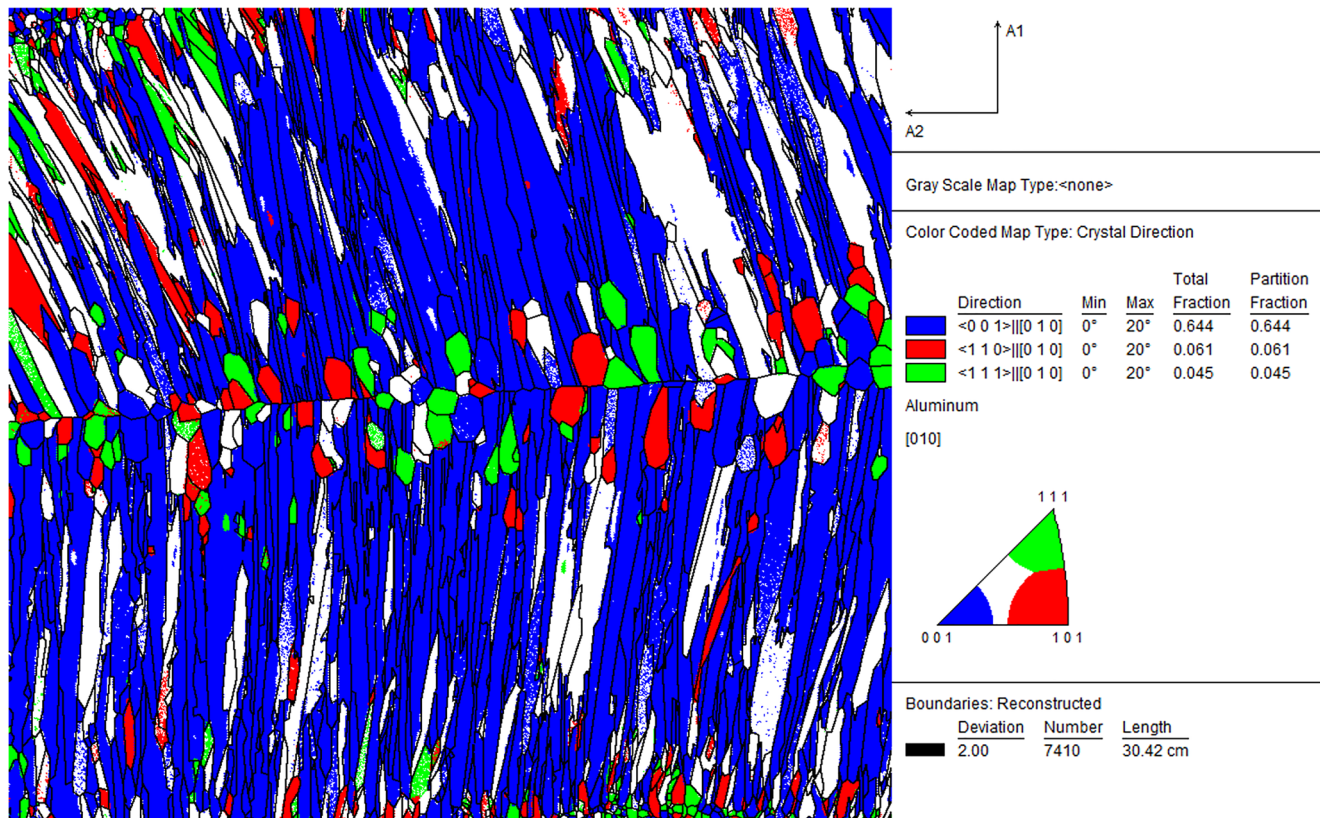 A1
A2
Gray Scale Map Type:<none>
Color Coded Map Type: Crystal Direction
Total Partition
Direction Min Max Fraction Fraction
<0 0 1>||[0 1 0] 0° 20° 0.644 0.644
<1 1 0>||[0 1 0] 0° 20° 0.061 0.061
<1 1 1>||[0 1 0] 0° 20° 0.045 0.045
Aluminum
[010]
1 1 1
0 0 1 1 0 1
Boundaries: Reconstructed
Deviation Number Length
2.00 7410 30.42 cm